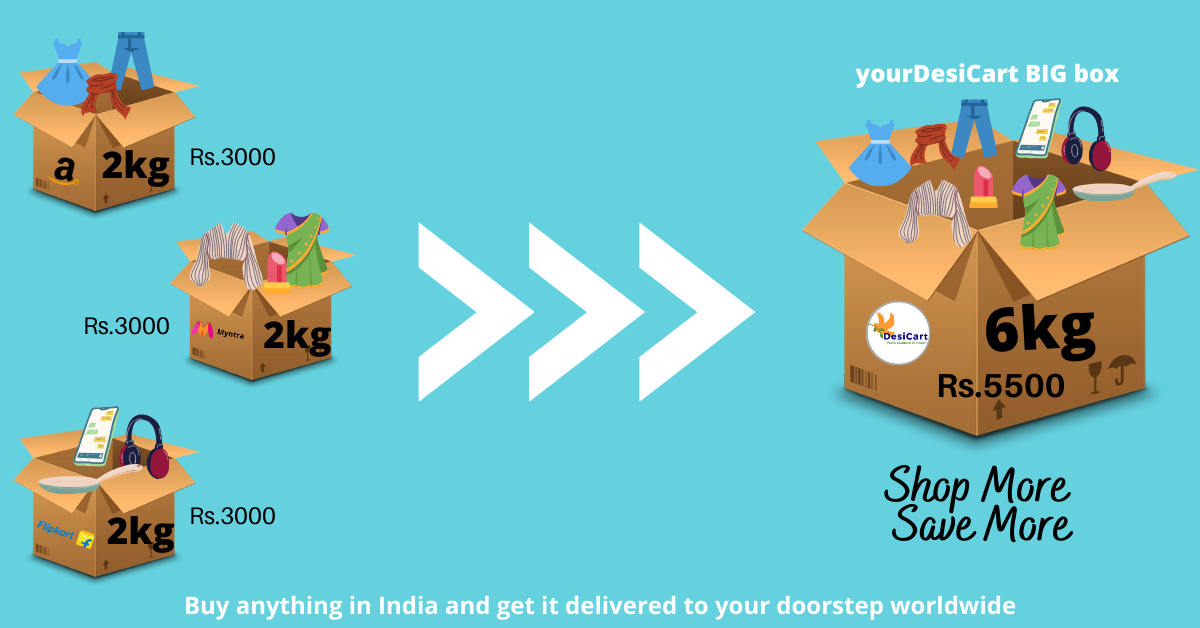 a
2kg
Rs.3000
Rs.3000
Myntra
2kg
Flipkart
f
2kg
Rs.3000
yourDesiCart BIG box
DesiCart
6kg
Rs.5500
Shop More
Save More
Buy anything in India and get it delivered to your doorstep worldwide